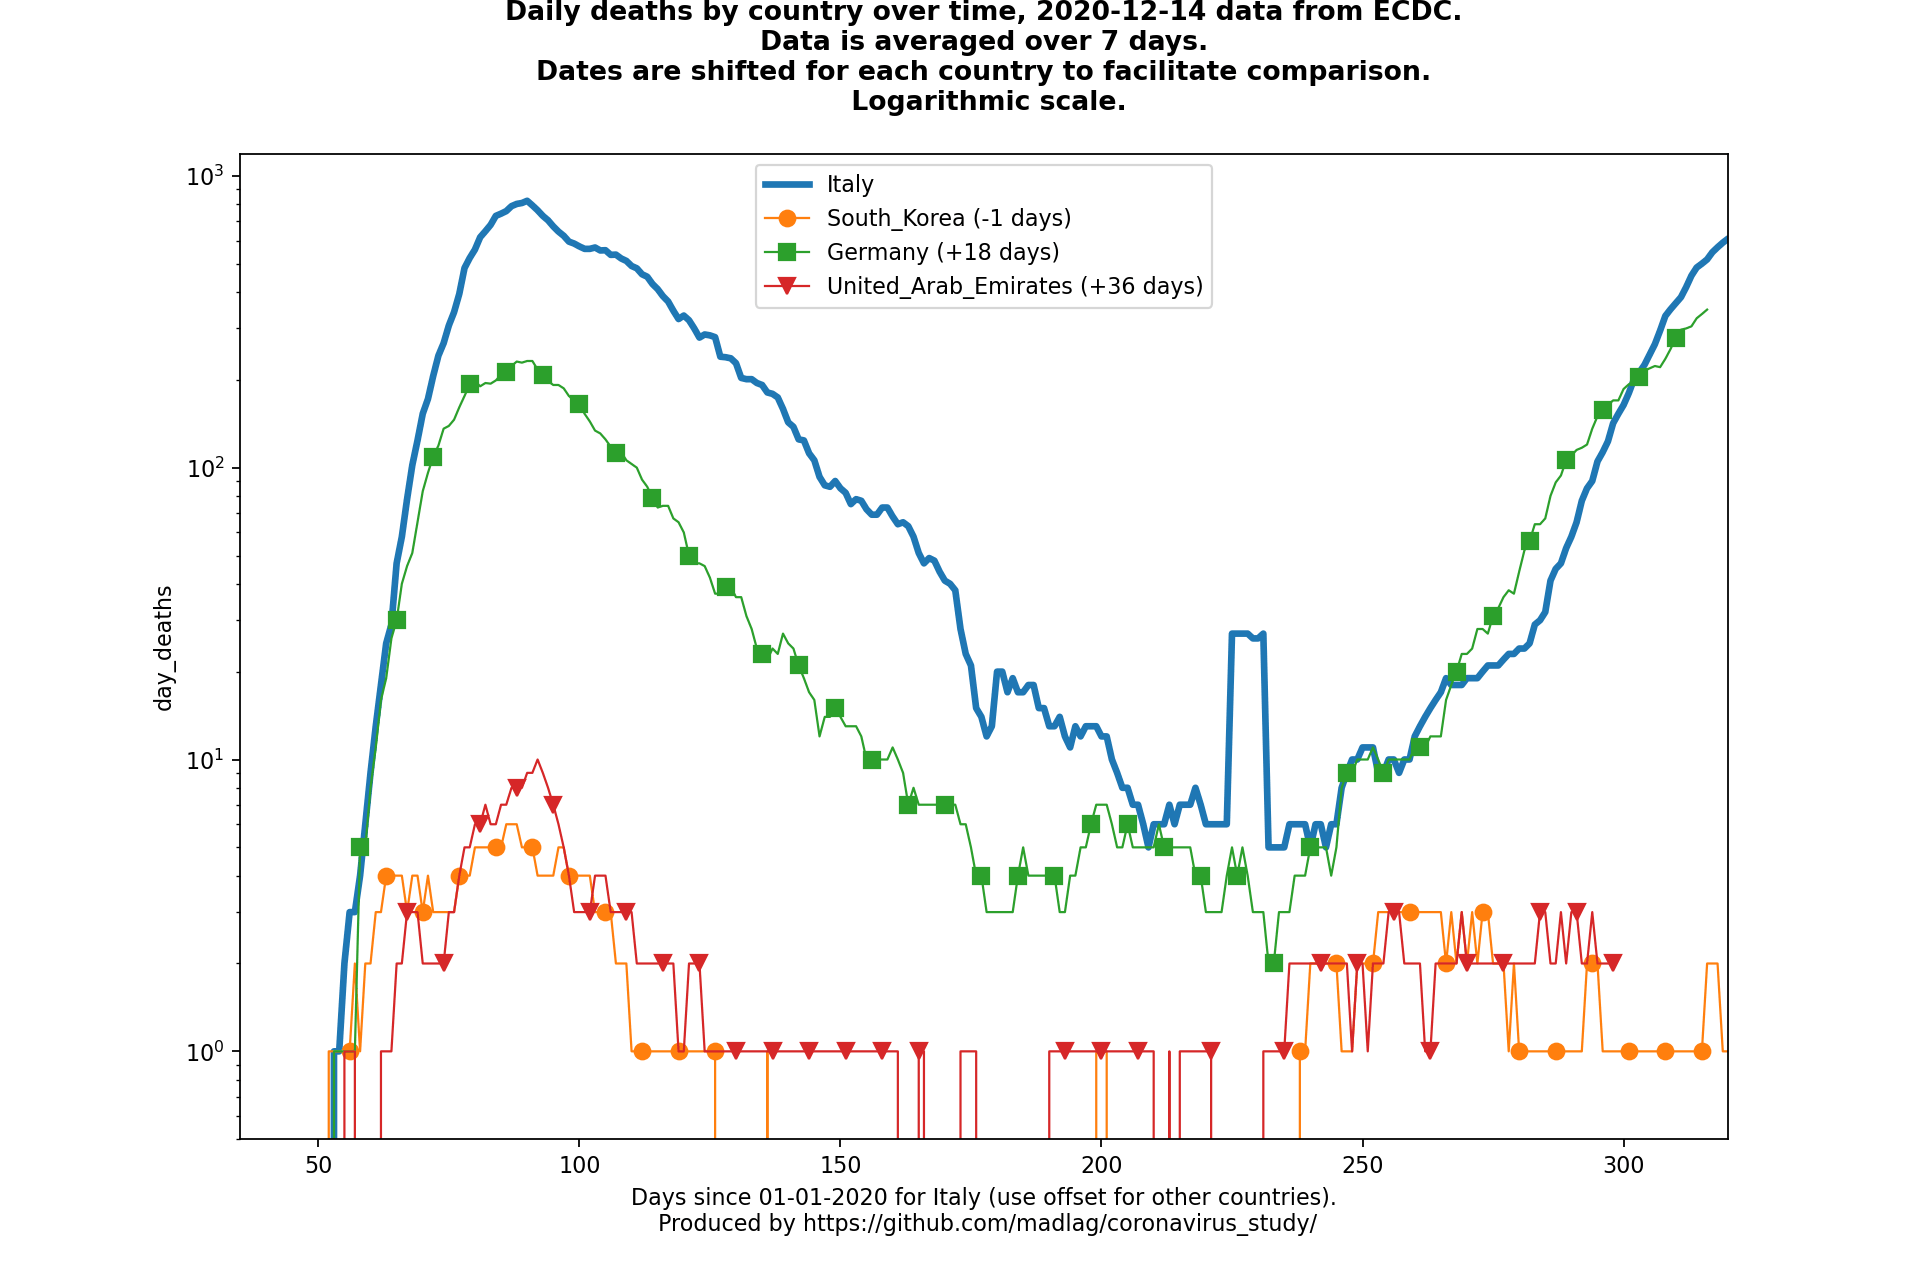 Daily deaths by country over time, 2020-12-14 data from ECDC.
Data is averaged over 7 days.
Dates are shifted for each country to facilitate comparison.
Logarithmic scale.
Italy
South_Korea (-1 days)
Germany (+18 days)
United_Arab_Emirates (+36 days)
10³
10²
10¹
10⁰
day_deaths
50 100 150 200 250 300
Days since 01-01-2020 for Italy (use offset for other countries).
Produced by https://github.com/madlag/coronavirus_study/